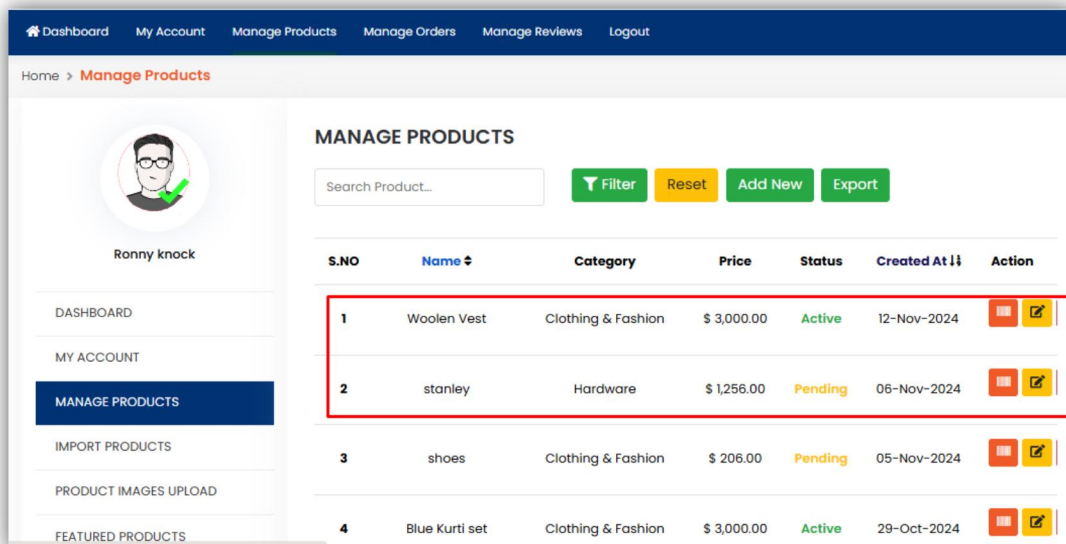 Dashboard My Account Manage Products Manage Orders Manage Reviews Logout
Home > Manage Products
Ronny knock
DASHBOARD
MY ACCOUNT
MANAGE PRODUCTS
IMPORT PRODUCTS
PRODUCT IMAGES UPLOAD
FEATURED PRODUCTS
MANAGE PRODUCTS
Search Product... Filter Reset Add New Export
S.NO Name Category Price Status Created At Action
1 Woolen Vest Clothing & Fashion $ 3,000.00 Active 12-Nov-2024
2 stanley Hardware $ 1,256.00 Pending 06-Nov-2024
3 shoes Clothing & Fashion $ 206.00 Pending 05-Nov-2024
4 Blue Kurti set Clothing & Fashion $ 3,000.00 Active 29-Oct-2024